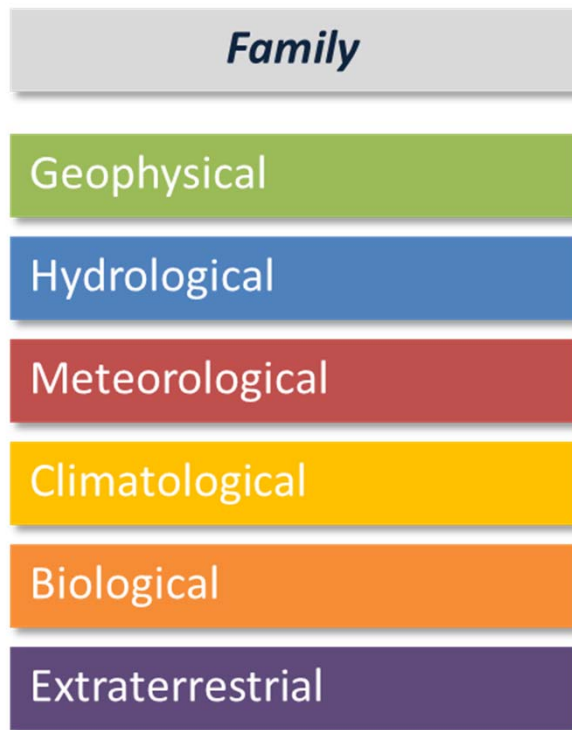 Family
Geophysical
Hydrological
Meteorological
Climatological
Biological
Extraterrestrial